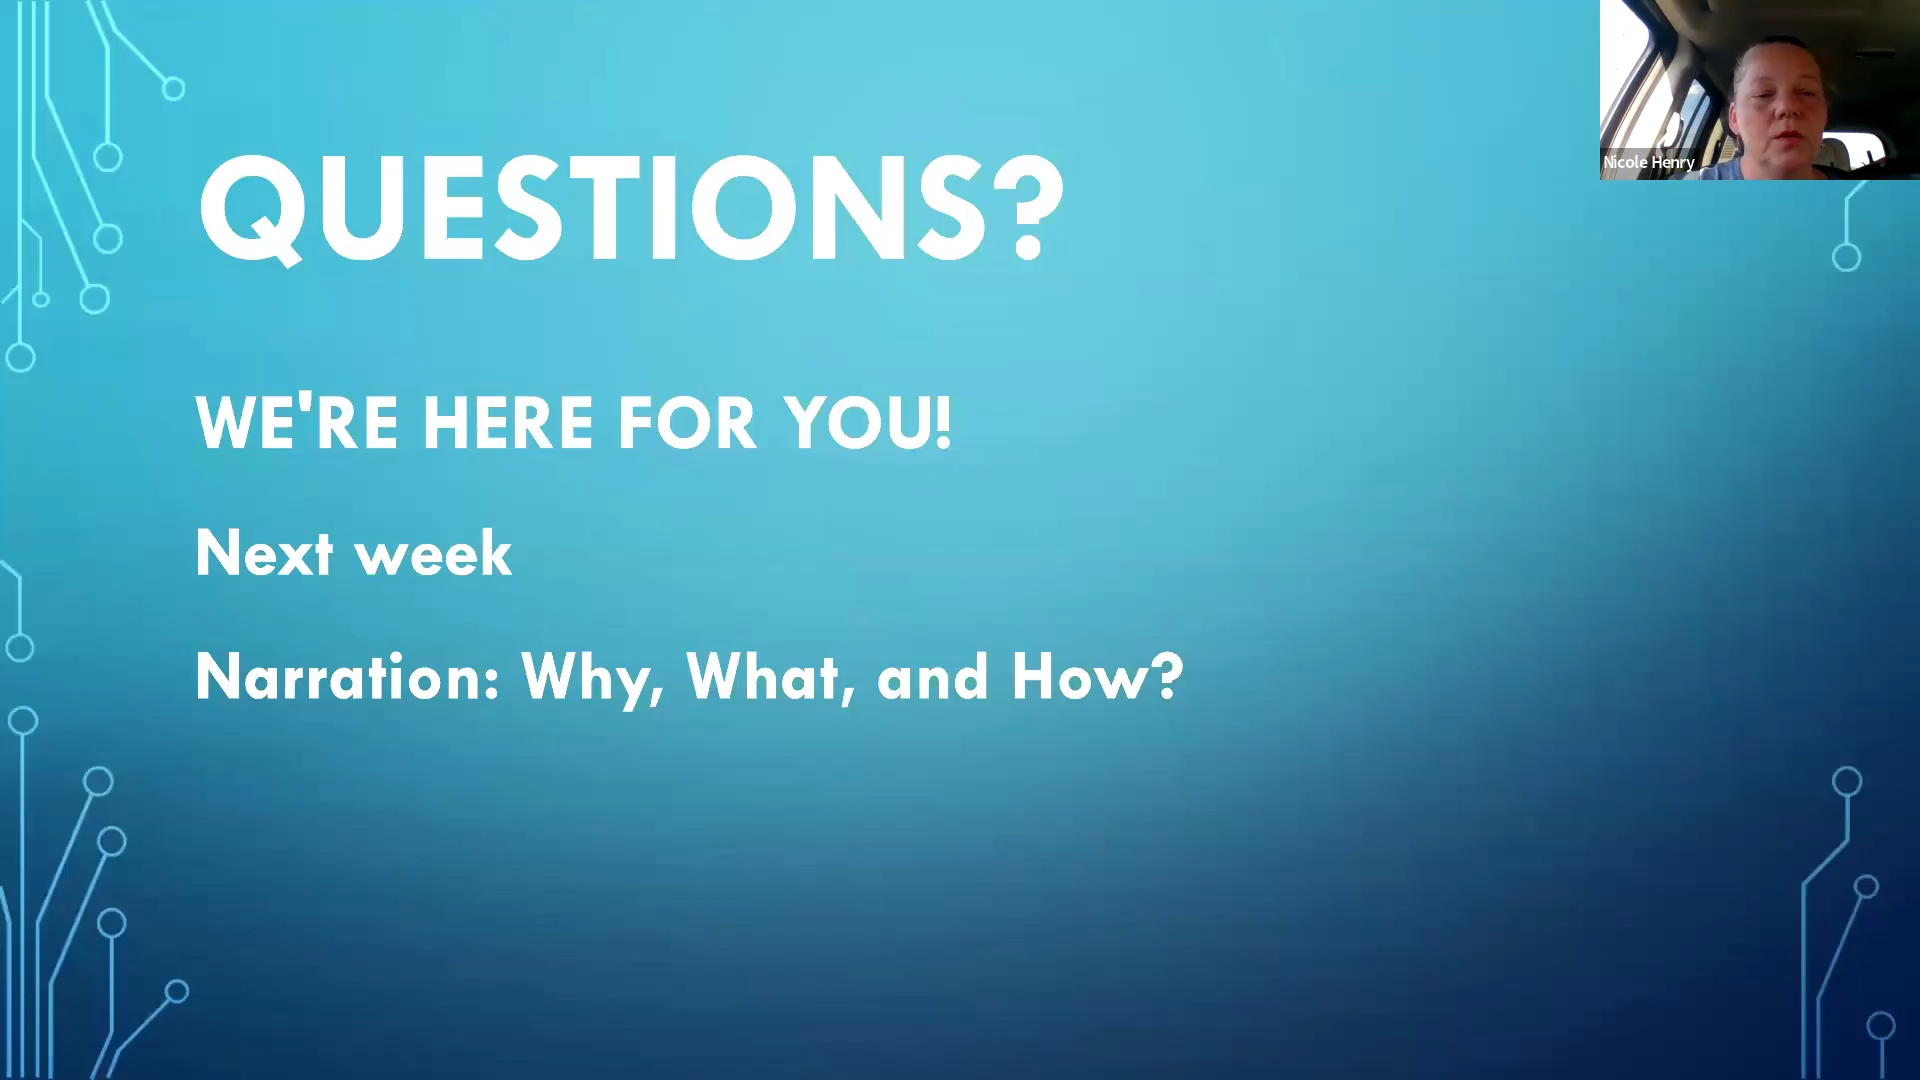 QUESTIONS?
WE'RE HERE FOR YOU!
Next week
Narration: Why, What, and How?
Nicole Henry